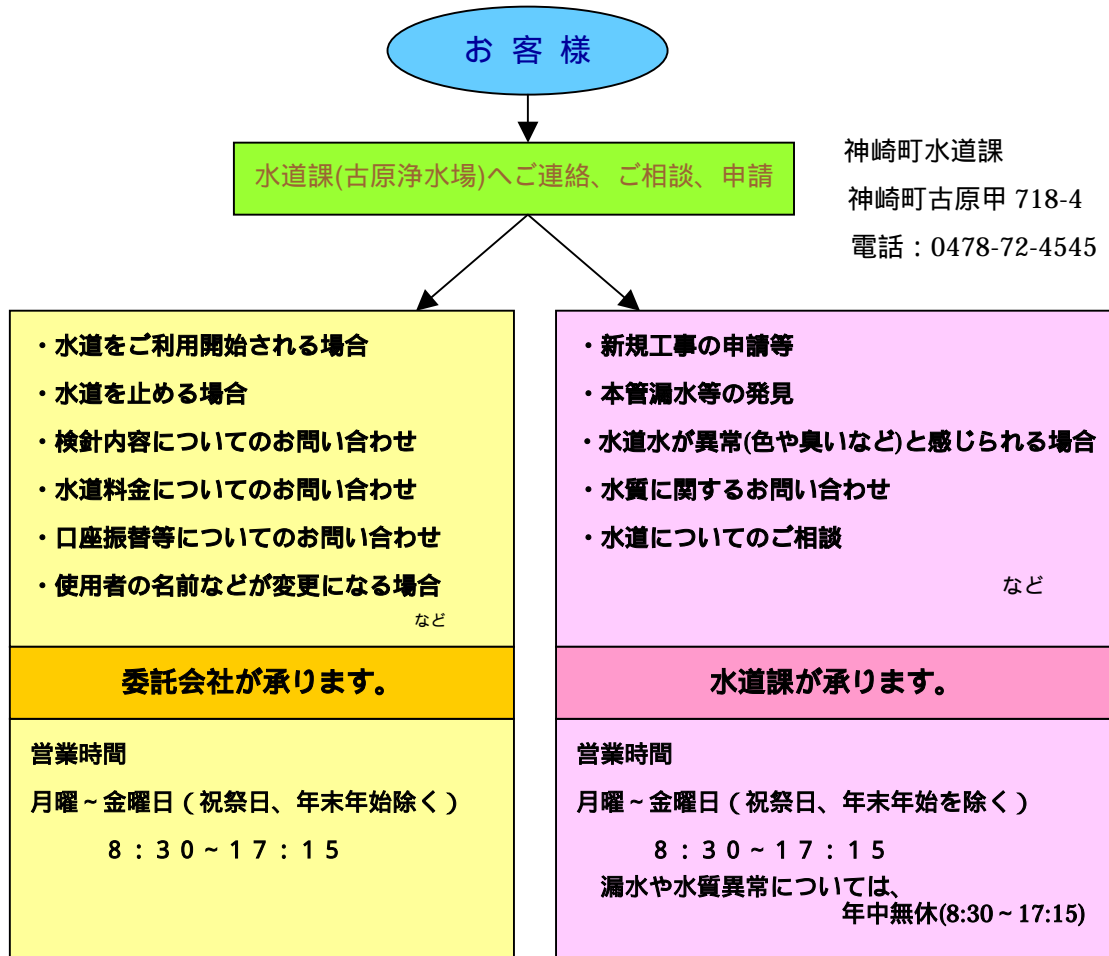 お 客 様
水道課(古原浄水場)へご連絡、ご相談、申請
神崎町水道課
神崎町古原甲 718-4
電話：0478-72-4545
・水道をご利用開始される場合
・水道を止める場合
・検針内容についてのお問い合わせ
・水道料金についてのお問い合わせ
・口座振替等についてのお問い合わせ
・使用者の名前などが変更になる場合
など
委託会社が承ります。
営業時間
月曜～金曜日（祝祭日、年末年始除く）
８：３０～１７：１５
・新規工事の申請等
・本管漏水等の発見
・水道水が異常(色や臭いなど)と感じられる場合
・水質に関するお問い合わせ
・水道についてのご相談
など
水道課が承ります。
営業時間
月曜～金曜日（祝祭日、年末年始を除く）
８：３０～１７：１５
漏水や水質異常については、
年中無休(8:30～17:15)